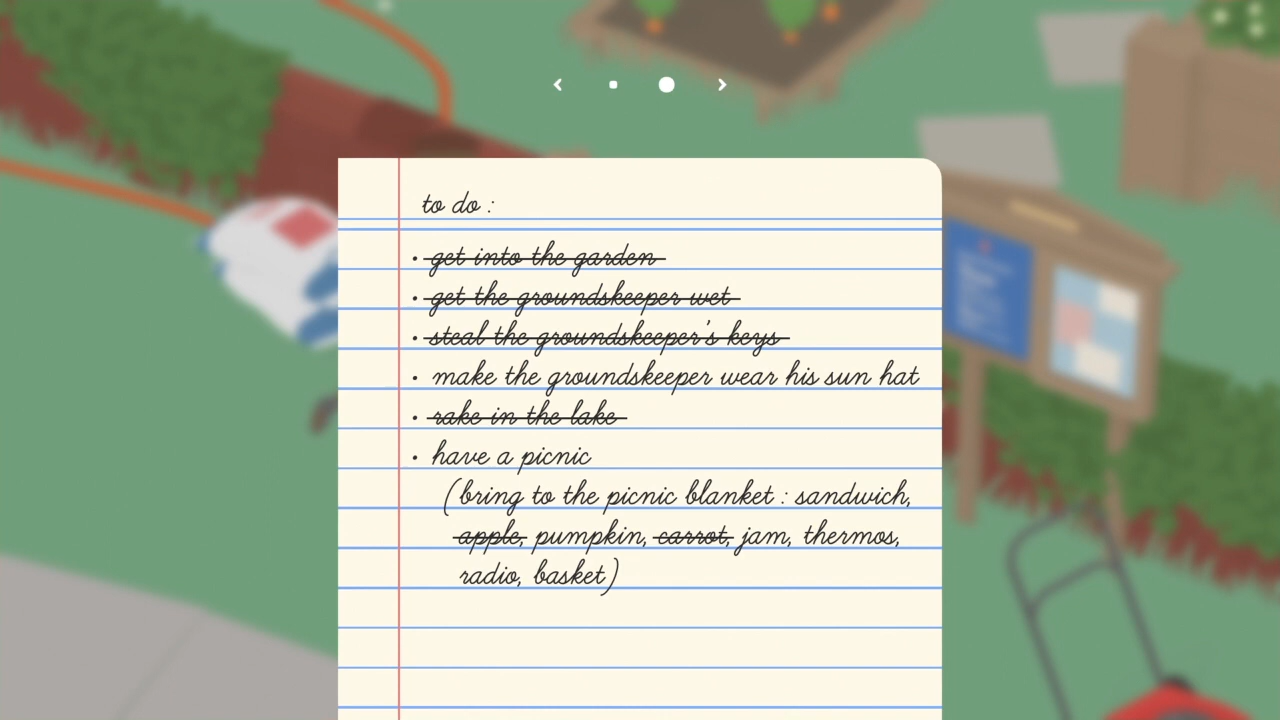 to do :
• get into the garden
• get the groundskeeper wet
• steal the groundskeeper's keys
• make the groundskeeper wear his sun hat
• rake in the lake
• have a picnic
(bring to the picnic blanket : sandwich,
apple, pumpkin, carrot, jam, thermos,
radio, basket)